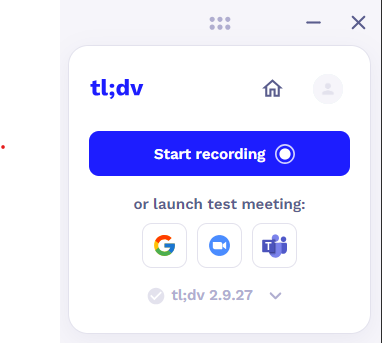 tl;dv
Start recording
or launch test meeting:
tl;dv 2.9.27